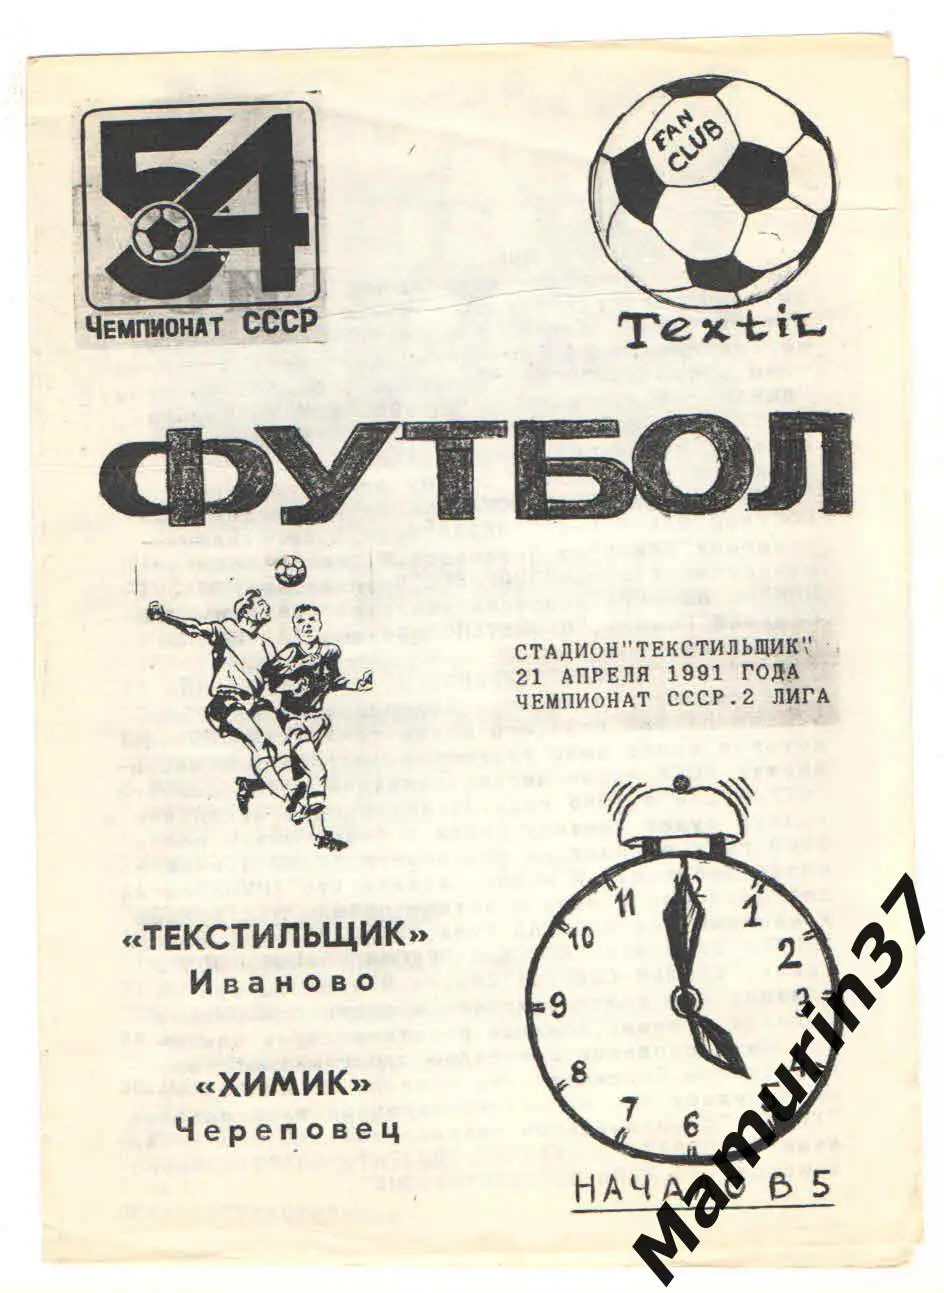 54
ЧЕМПИОНАТ СССР
FAN
CLUB
TextiL
ФУТБОЛ
СТАДИОН "ТЕКСТИЛЬЩИК"
21 АПРЕЛЯ 1991 ГОДА
ЧЕМПИОНАТ СССР. 2 ЛИГА
«ТЕКСТИЛЬЩИК»
Иваново
«ХИМИК»
Череповец
12
1
2
3
4
5
6
7
8
9
10
11
НАЧАЛО В 5
Mamurin37